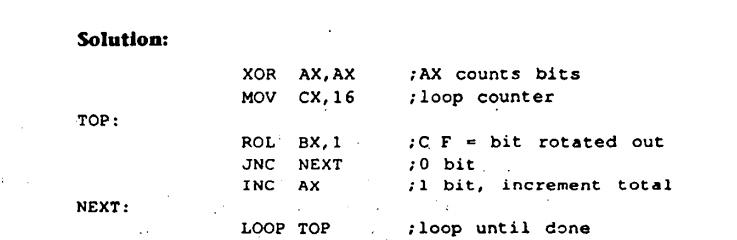 Solution:
XOR AX,AX ;AX counts bits
MOV CX,16 ;loop counter
TOP:
ROL BX,1 ;C F = bit rotated out
JNC NEXT ;0 bit
INC AX ;1 bit, increment total
NEXT:
LOOP TOP ;loop until done